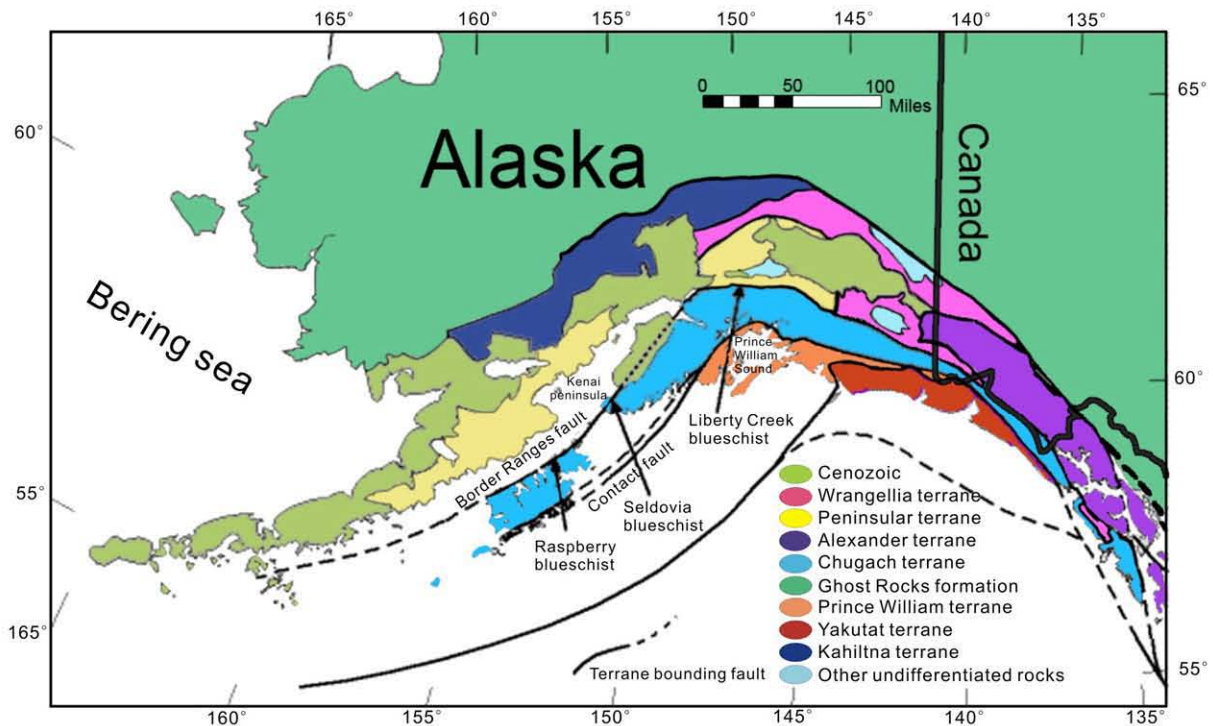 165° 160° 155° 150° 145° 140° 135°
0 50 100
Miles
65°
60°
Alaska
Canada
Bering sea
Prince
William
Sound
Kenai
peninsula
60°
Liberty Creek
blueschist
Border Ranges fault
Contact fault
Seldovia
blueschist
Raspberry
blueschist
55°
Cenozoic
Wrangellia terrane
Peninsular terrane
Alexander terrane
Chugach terrane
Ghost Rocks formation
Prince William terrane
Yakutat terrane
Kahiltna terrane
Other undifferentiated rocks
165°
Terrane bounding fault
55°
160° 155° 150° 145° 140° 135°